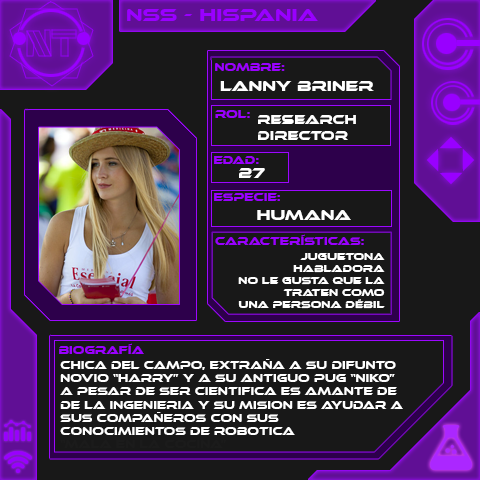 NT
NSS - HISPANIA
NOMBRE:
LANNY BRINER
ROL: RESEARCH
DIRECTOR
EDAD:
27
ESPECIE:
HUMANA
CARACTERÍSTICAS:
JUGUETONA
HABLADORA
NO LE GUSTA QUE LA
TRATEN COMO
UNA PERSONA DÉBIL
Esencial
BIOGRAFÍA
CHICA DEL CAMPO, EXTRAÑA A SU DIFUNTO
NOVIO "HARRY" Y A SU ANTIGUO PUG "NIKO"
A PESAR DE SER CIENTIFICA ES AMANTE DE
DE LA INGENIERIA Y SU MISION ES AYUDAR A
SUS COMPAÑEROS CON SUS
CONOCIMIENTOS DE ROBOTICA